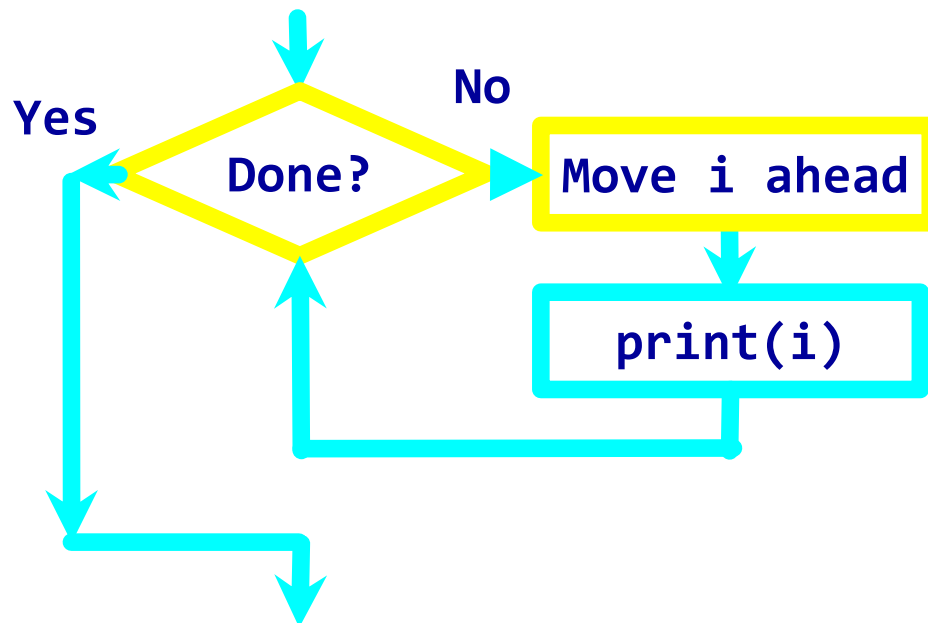 No
Yes
Done?
Move i ahead
print(i)